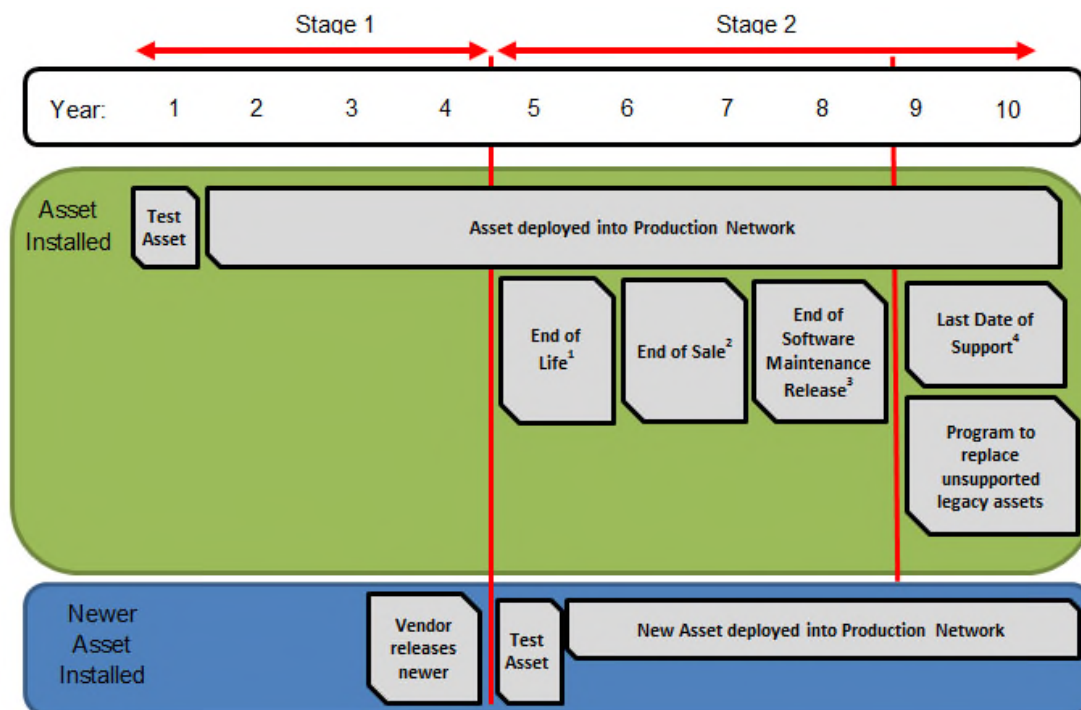 Stage 1
Stage 2
Year: 1 2 3 4 5 6 7 8 9 10
Asset
Installed
Test
Asset
Asset deployed into Production Network
End of
Life¹
End of Sale²
End of
Software
Maintenance
Release³
Last Date of
Support⁴
Program to
replace
unsupported
legacy assets
Newer
Asset
Installed
Vendor
releases
newer
Test
Asset
New Asset deployed into Production Network